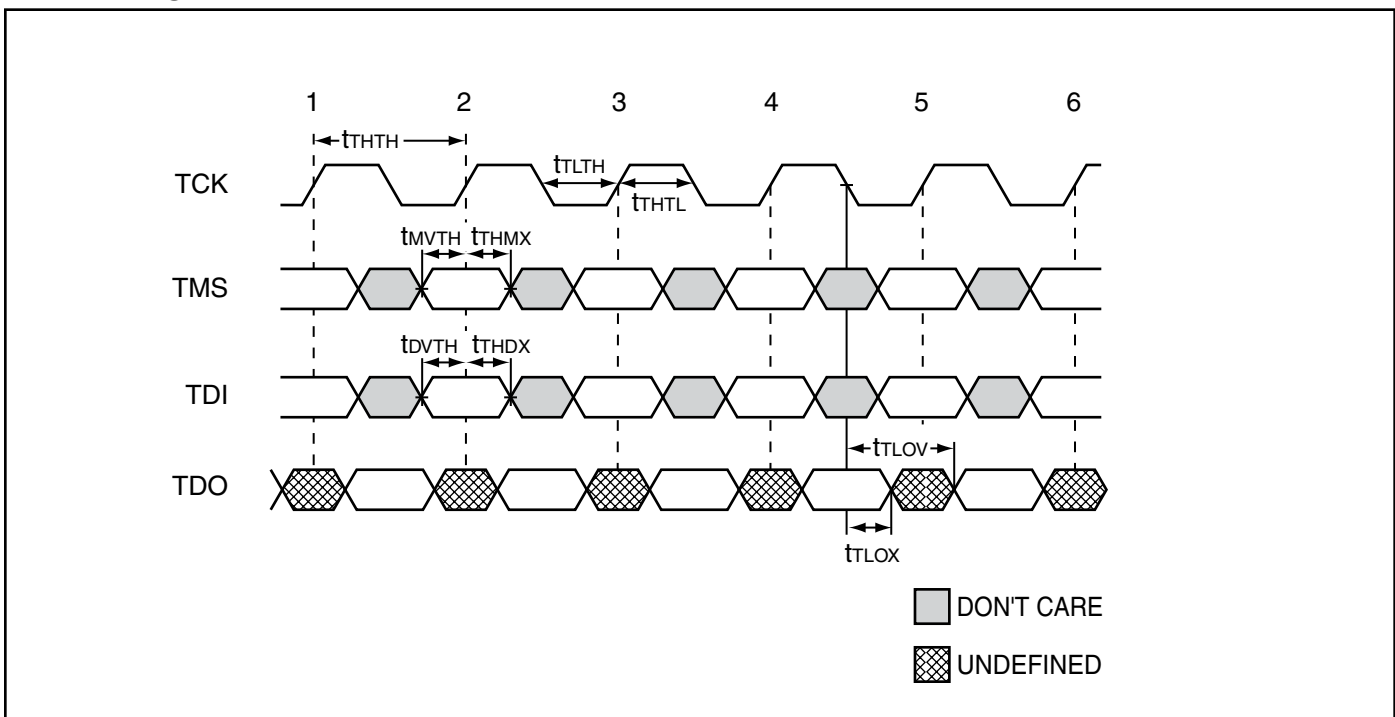 1 2 3 4 5 6
tTHTH
TCK
tTLTH
tTHTL
tMVTH tTHMX
TMS
tDVTH tTHDX
TDI
tTLOV
TDO
tTLOX
DON'T CARE
UNDEFINED